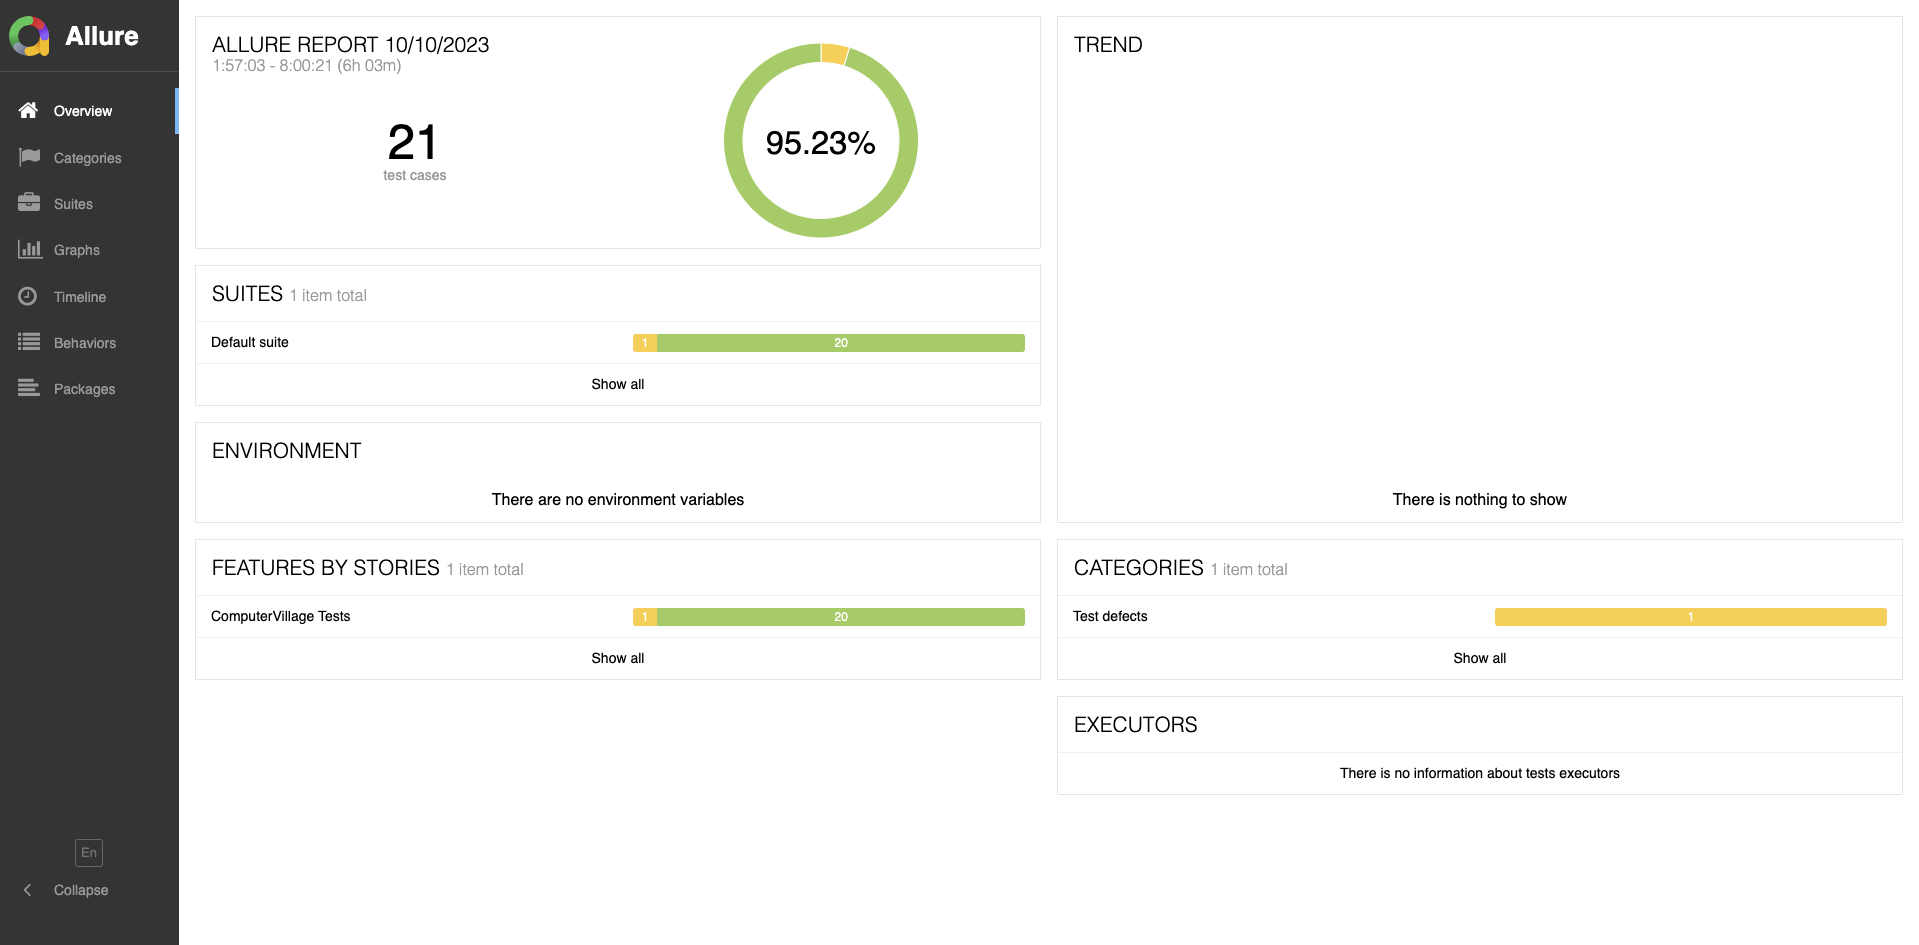 Allure
Overview
Categories
Suites
Graphs
Timeline
Behaviors
Packages
En
Collapse
ALLURE REPORT 10/10/2023
1:57:03 - 8:00:21 (6h 03m)
21
test cases
95.23%
SUITES 1 item total
Default suite 1 20
Show all
ENVIRONMENT
There are no environment variables
FEATURES BY STORIES 1 item total
ComputerVillage Tests 1 20
Show all
TREND
There is nothing to show
CATEGORIES 1 item total
Test defects 1
Show all
EXECUTORS
There is no information about tests executors